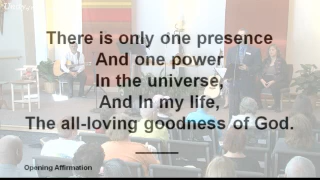 There is only one presence
And one power
In the universe,
And In my life,
The all-loving goodness of God.
Opening Affirmation